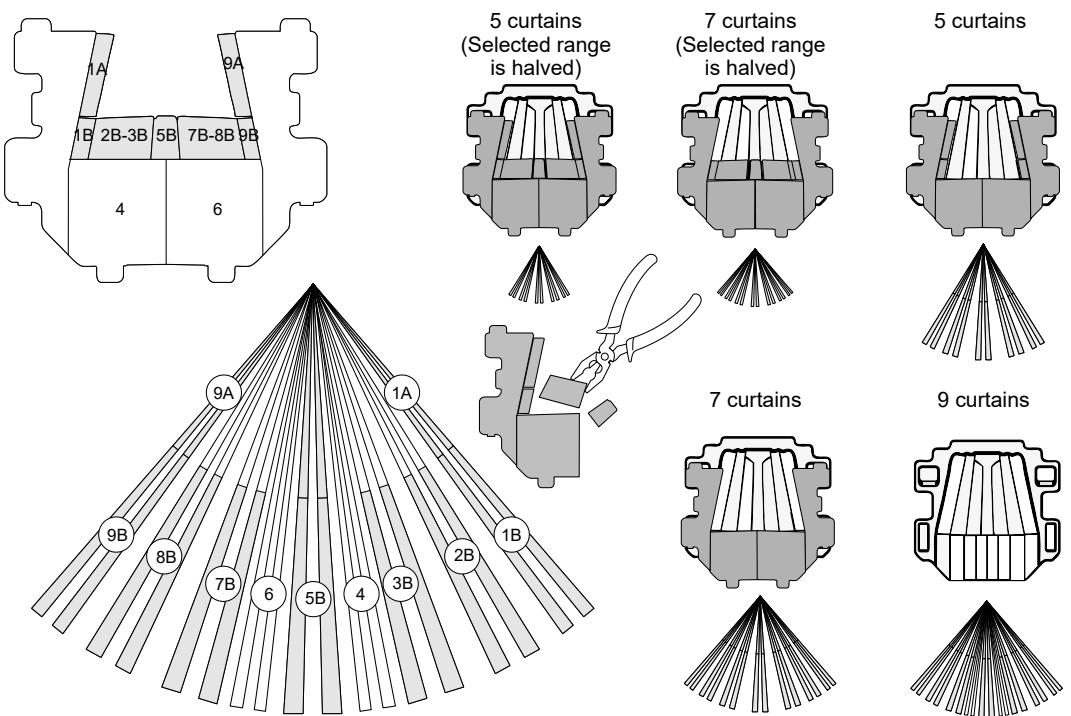 5 curtains
(Selected range
is halved)
7 curtains
(Selected range
is halved)
5 curtains
1A
9A
1B
2B-3B
5B
7B-8B
9B
4
6
9A
1A
9B
8B
7B
6
5B
4
3B
2B
1B
7 curtains
9 curtains